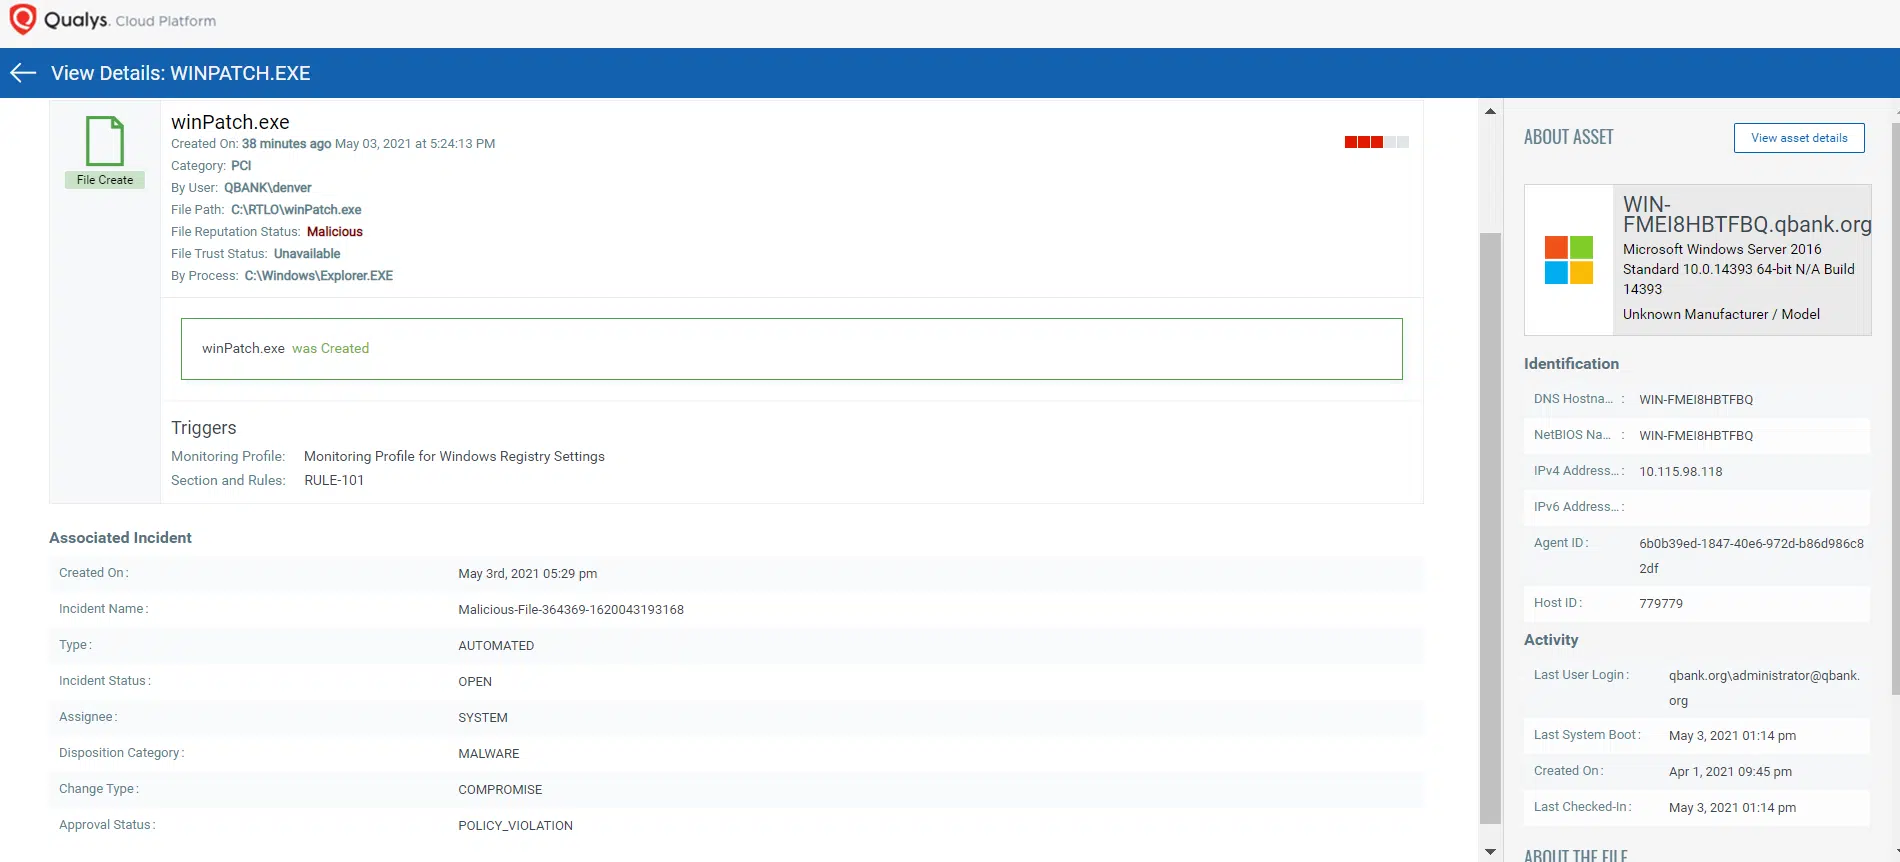 Qualys. Cloud Platform
View Details: WINPATCH.EXE
File Create
winPatch.exe
Created On: 38 minutes ago May 03, 2021 at 5:24:13 PM
Category: PCI
By User: QBANK\denver
File Path: C:\RTLO\winPatch.exe
File Reputation Status: Malicious
File Trust Status: Unavailable
By Process: C:\Windows\Explorer.EXE
winPatch.exe was Created
Triggers
Monitoring Profile: Monitoring Profile for Windows Registry Settings
Section and Rules: RULE-101
Associated Incident
Created On: May 3rd, 2021 05:29 pm
Incident Name: Malicious-File-364369-1620043193168
Type: AUTOMATED
Incident Status: OPEN
Assignee: SYSTEM
Disposition Category: MALWARE
Change Type: COMPROMISE
Approval Status: POLICY_VIOLATION
ABOUT ASSET
View asset details
WIN-
FMEI8HBTFBQ.qbank.org
Microsoft Windows Server 2016
Standard 10.0.14393 64-bit N/A Build
14393
Unknown Manufacturer / Model
Identification
DNS Hostna... : WIN-FMEI8HBTFBQ
NetBIOS Na... : WIN-FMEI8HBTFBQ
IPv4 Address... : 10.115.98.118
IPv6 Address... :
Agent ID: 6b0b39ed-1847-40e6-972d-b86d986c8
2df
Host ID: 779779
Activity
Last User Login: qbank.org\administrator@qbank.
org
Last System Boot: May 3, 2021 01:14 pm
Created On: Apr 1, 2021 09:45 pm
Last Checked-In: May 3, 2021 01:14 pm
ABOUT THE FILE